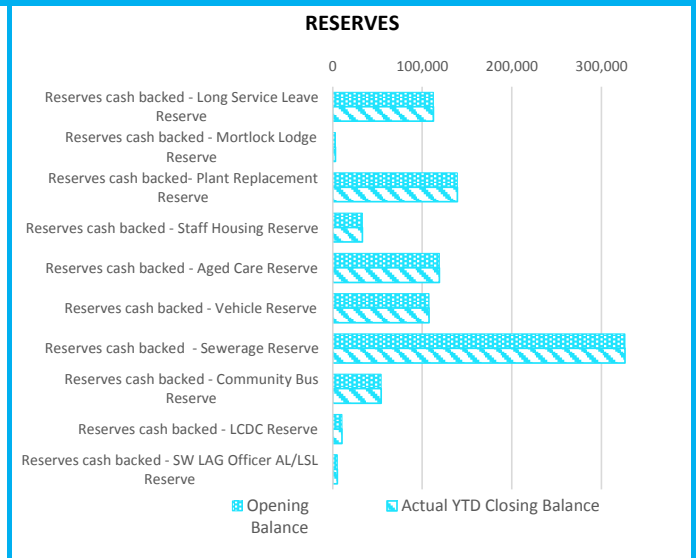 RESERVES
0 100,000 200,000 300,000
Reserves cash backed - Long Service Leave
Reserve
Reserves cash backed - Mortlock Lodge
Reserve
Reserves cash backed- Plant Replacement
Reserve
Reserves cash backed - Staff Housing Reserve
Reserves cash backed - Aged Care Reserve
Reserves cash backed - Vehicle Reserve
Reserves cash backed  - Sewerage Reserve
Reserves cash backed - Community Bus
Reserve
Reserves cash backed - LCDC Reserve
Reserves cash backed - SW LAG Officer AL/LSL
Reserve
Opening
Balance
Actual YTD Closing Balance